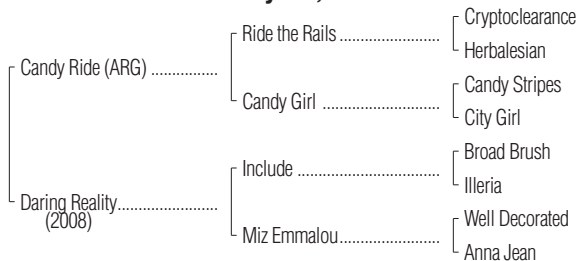 Cryptoclearance
Ride the Rails
Herbalesian
Candy Ride (ARG)
Candy Stripes
Candy Girl
City Girl
Broad Brush
Include
Illeria
Daring Reality
(2008)
Well Decorated
Miz Emmalou
Anna Jean